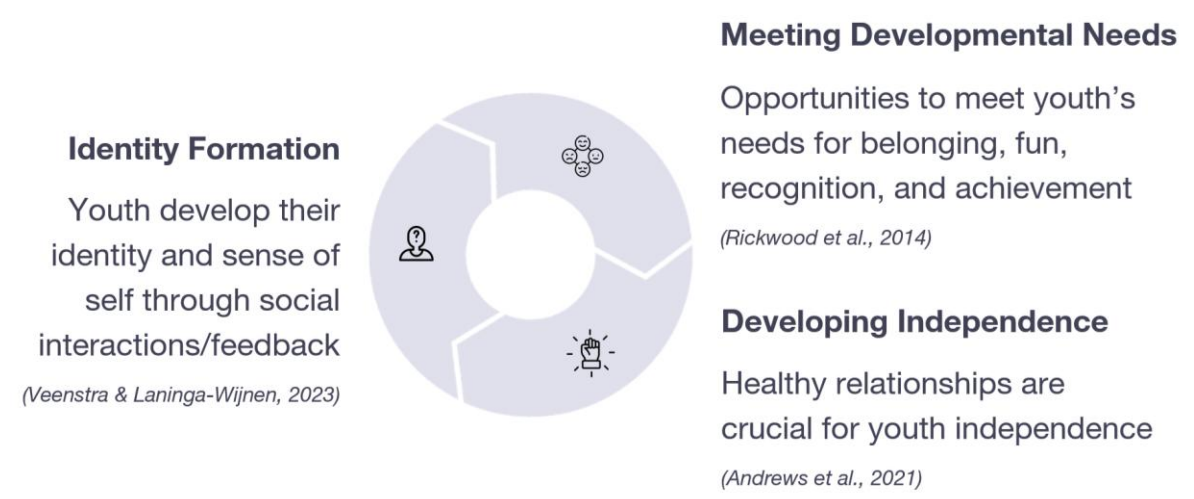 Identity Formation
Youth develop their
identity and sense of
self through social
interactions/feedback
(Veenstra & Laninga-Wijnen, 2023)
?
Meeting Developmental Needs
Opportunities to meet youth's
needs for belonging, fun,
recognition, and achievement
(Rickwood et al., 2014)
Developing Independence
Healthy relationships are
crucial for youth independence
(Andrews et al., 2021)